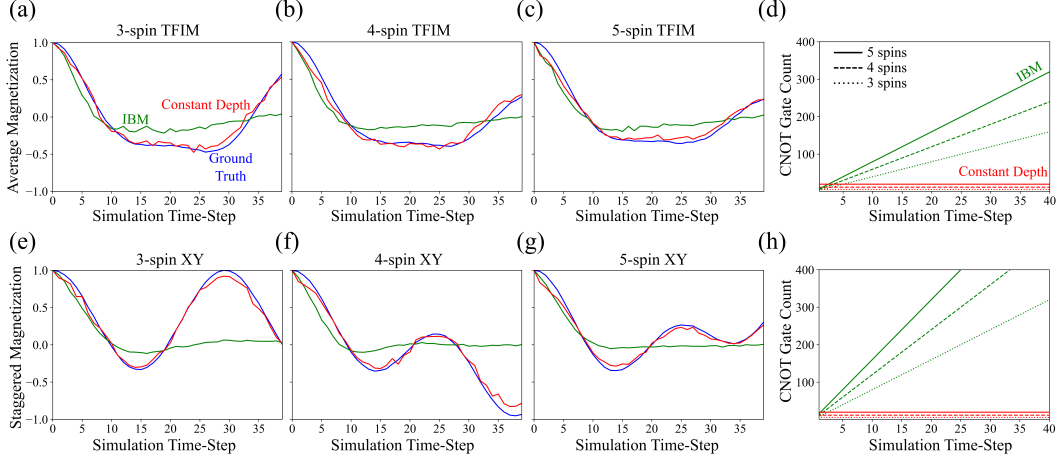 (a)
3-spin TFIM
Average Magnetization
1.0
0.5
0.0
−0.5
−1.0
IBM
Constant Depth
Ground
Truth
0 5 10 15 20 25 30 35
Simulation Time-Step
(b)
4-spin TFIM
0 5 10 15 20 25 30 35
Simulation Time-Step
(c)
5-spin TFIM
0 5 10 15 20 25 30 35
Simulation Time-Step
(d)
CNOT Gate Count
400
300
200
100
5 spins
4 spins
3 spins
IBM
Constant Depth
5 10 15 20 25 30 35 40
Simulation Time-Step
(e)
3-spin XY
Staggered Magnetization
1.0
0.5
0.0
−0.5
−1.0
0 5 10 15 20 25 30 35
Simulation Time-Step
(f)
4-spin XY
0 5 10 15 20 25 30 35
Simulation Time-Step
(g)
5-spin XY
0 5 10 15 20 25 30 35
Simulation Time-Step
(h)
CNOT Gate Count
400
300
200
100
5 10 15 20 25 30 35 40
Simulation Time-Step